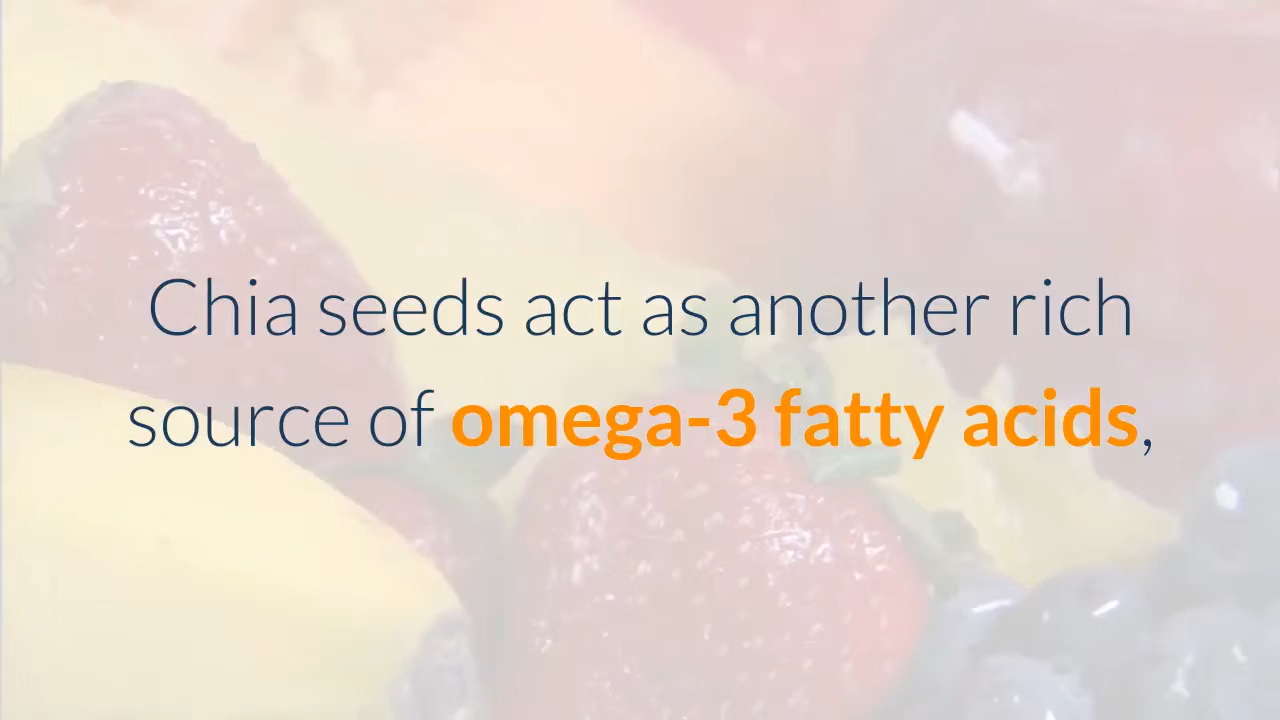 Chia seeds act as another rich
source of omega-3 fatty acids,